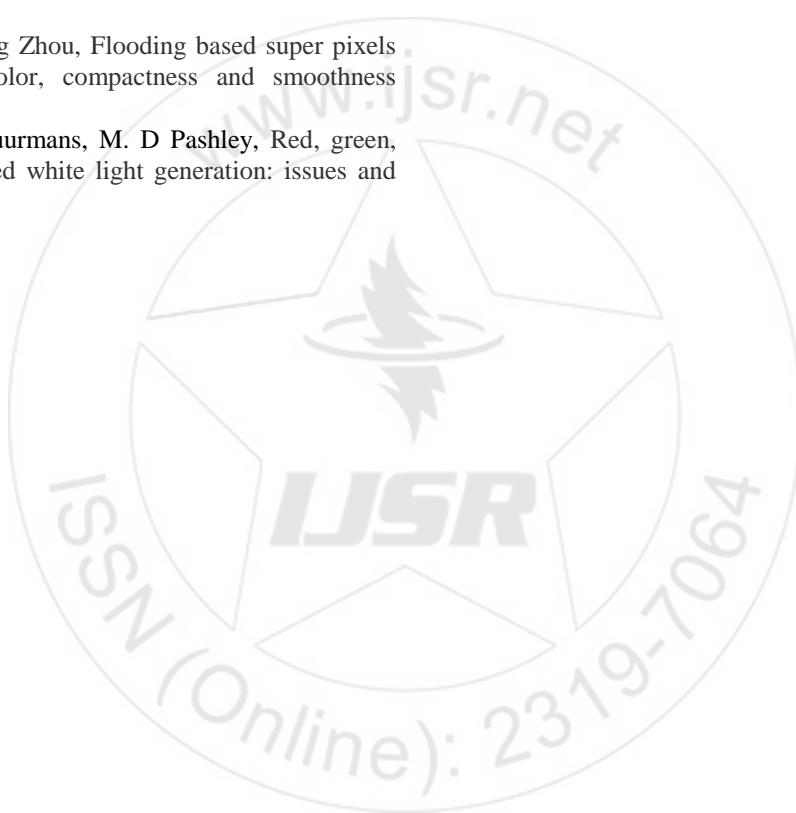 g Zhou, Flooding based super pixels
olor, compactness and smoothness
urmans, M. D Pashley, Red, green,
ed white light generation: issues and
www.ijsr.net
IJSR
ISSN (Online): 2319-7064